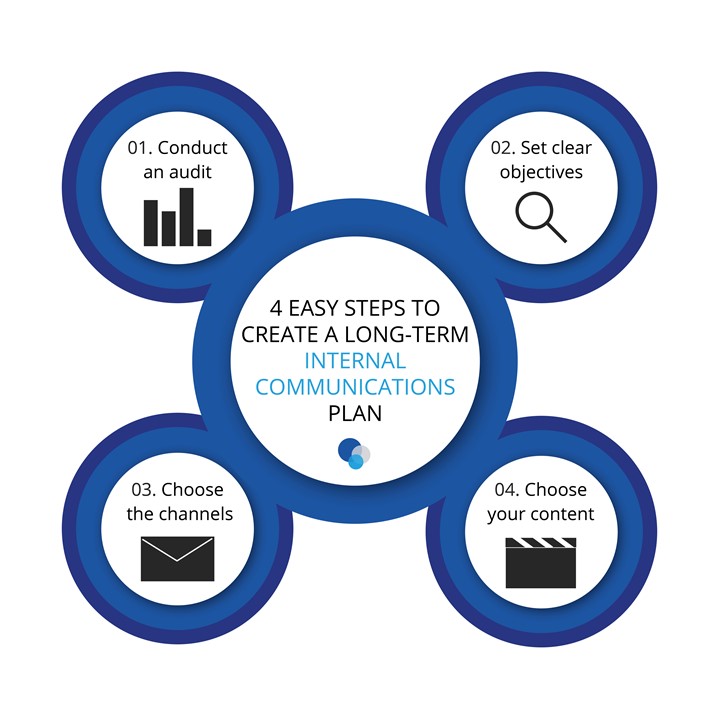 01. Conduct
an audit
02. Set clear
objectives
4 EASY STEPS TO
CREATE A LONG-TERM
INTERNAL
COMMUNICATIONS
PLAN
03. Choose
the channels
04. Choose
your content